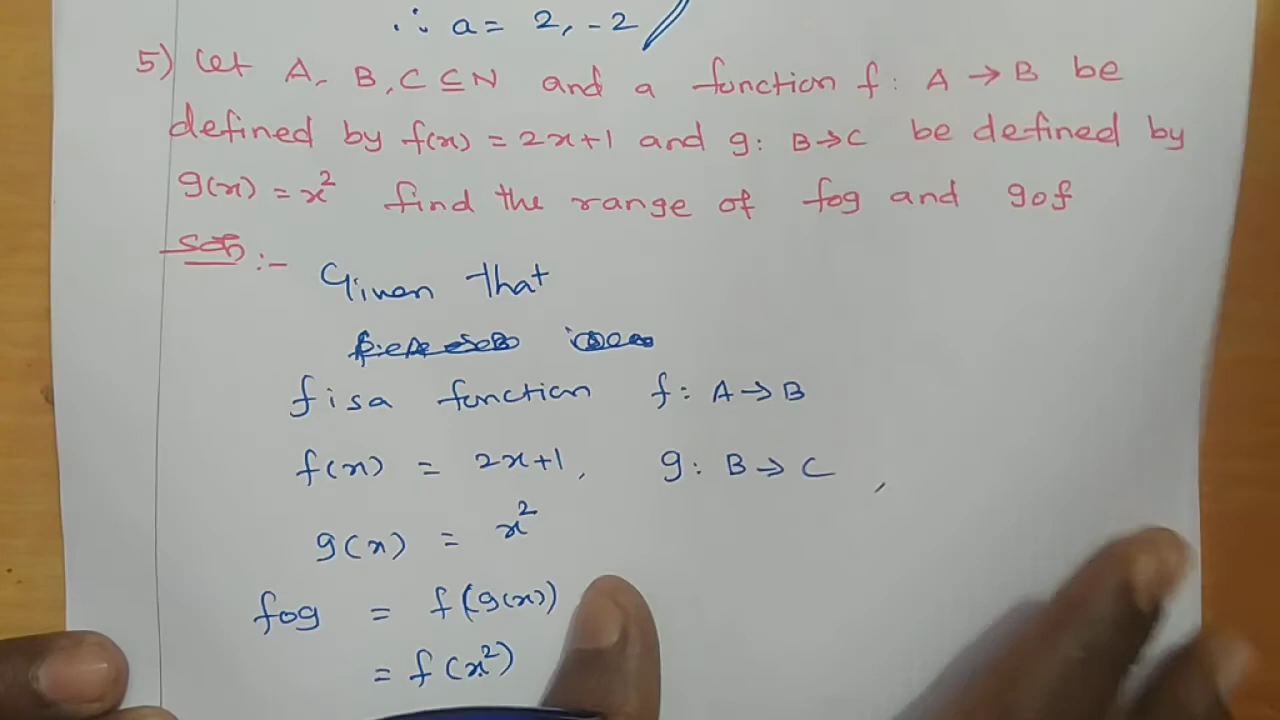 ∴ a = 2, -2 //
5) Let A, B, C ⊆ N and a function f: A → B be
defined by f(x) = 2x+1 and g: B→C be defined by
g(x) = x² find the range of fog and gof
Sol :-
Given that
f is a function f: A→B
f(x) = 2x+1, g: B→C ,
g(x) = x²
fog = f(g(x))
= f(x²)